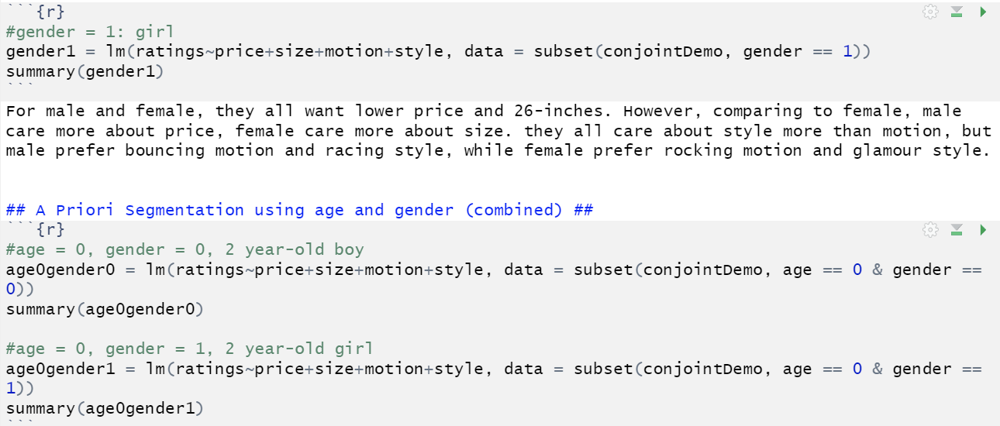 ```{r}
#gender = 1: girl
gender1 = lm(ratings~price+size+motion+style, data = subset(conjointDemo, gender == 1))
summary(gender1)
```
For male and female, they all want lower price and 26-inches. However, comparing to female, male
care more about price, female care more about size. they all care about style more than motion, but
male prefer bouncing motion and racing style, while female prefer rocking motion and glamour style.
## A Priori Segmentation using age and gender (combined) ##
```{r}
#age = 0, gender = 0, 2 year-old boy
age0gender0 = lm(ratings~price+size+motion+style, data = subset(conjointDemo, age == 0 & gender ==
0))
summary(age0gender0)
#age = 0, gender = 1, 2 year-old girl
age0gender1 = lm(ratings~price+size+motion+style, data = subset(conjointDemo, age == 0 & gender ==
1))
summary(age0gender1)
```